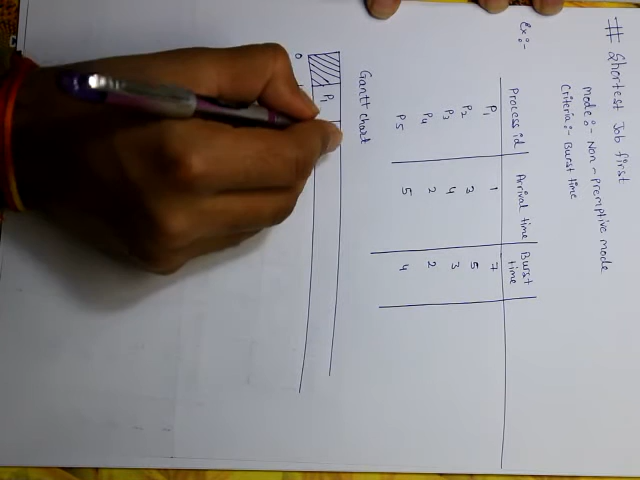 # Shortest Job first
mode:- Non-premptive mode
Criteria:- Burst time
Ex:-
Process id Arrival time Burst time
P1 1 7
P2 3 5
P3 4 3
P4 2 2
P5 5 4
Gantt chart
P1
0